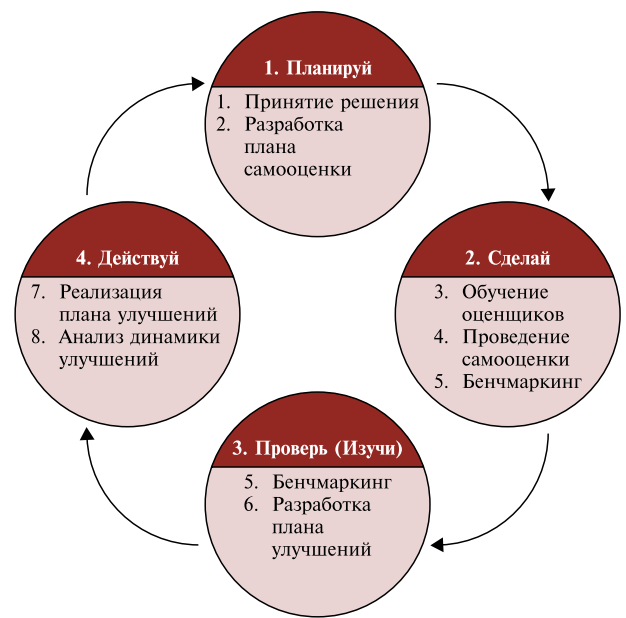 1. Планируй
1. Принятие решения
2. Разработка
плана
самооценки
2. Сделай
3. Обучение
оценщиков
4. Проведение
самооценки
5. Бенчмаркинг
3. Проверь (Изучи)
5. Бенчмаркинг
6. Разработка
плана
улучшений
4. Действуй
7. Реализация
плана улучшений
8. Анализ динамики
улучшений